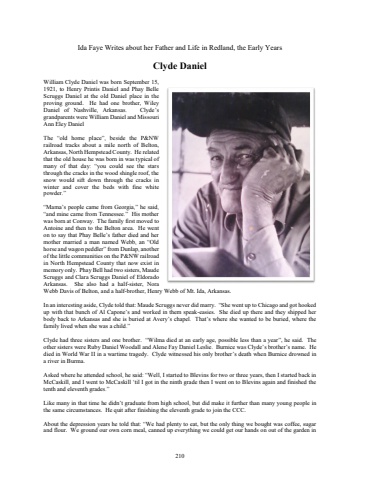 Ida Faye Writes about her Father and Life in Redland, the Early Years
Clyde Daniel
William Clyde Daniel was born September 15,
1921, to Henry Printis Daniel and Phay Belle
Scruggs Daniel at the old Daniel place in the
proving ground. He had one brother, Wiley
Daniel of Nashville, Arkansas. Clyde's
grandparents were William Daniel and Missouri
Ann Eley Daniel
The "old home place", beside the P&NW
railroad tracks about a mile north of Belton,
Arkansas, North Hempstead County. He related
that the old house he was born in was typical of
many of that day: "you could see the stars
through the cracks in the wood shingle roof, the
snow would sift down through the cracks in
winter and cover the beds with fine white
powder."
"Mama's people came from Georgia," he said,
"and mine came from Tennessee." His mother
was born at Conway. The family first moved to
Antoine and then to the Belton area. He went
on to say that Phay Belle's father died and her
mother married a man named Webb, an "Old
horse and wagon peddler" from Dunlap, another
of the little communities on the P&NW railroad
in North Hempstead County that now exist in
memory only. Phay Bell had two sisters, Maude
Scruggs and Clara Scruggs Daniel of Eldorado
Arkansas. She also had a half-sister, Nora
Webb Davis of Belton, and a half-brother, Henry Webb of Mt. Ida, Arkansas.
In an interesting aside, Clyde told that: Maude Scruggs never did marry. "She went up to Chicago and got hooked
up with that bunch of Al Capone's and worked in them speak-easies. She died up there and they shipped her
body back to Arkansas and she is buried at Avery's chapel. That's where she wanted to be buried, where the
family lived when she was a child."
Clyde had three sisters and one brother. "Wilma died at an early age, possible less than a year", he said. The
other sisters were Ruby Daniel Woodall and Alene Fay Daniel Leslie. Burnice was Clyde's brother's name. He
died in World War II in a wartime tragedy. Clyde witnessed his only brother's death when Burnice drowned in
a river in Burma.
Asked where he attended school, he said: "Well, I started to Blevins for two or three years, then I started back in
McCaskill, and I went to McCaskill 'til I got in the ninth grade then I went on to Blevins again and finished the
tenth and eleventh grades."
Like many in that time he didn't graduate from high school, but did make it further than many young people in
the same circumstances. He quit after finishing the eleventh grade to join the CCC.
About the depression years he told that: "We had plenty to eat, but the only thing we bought was coffee, sugar
and flour. We ground our own corn meal, canned up everything we could get our hands on out of the garden in
210